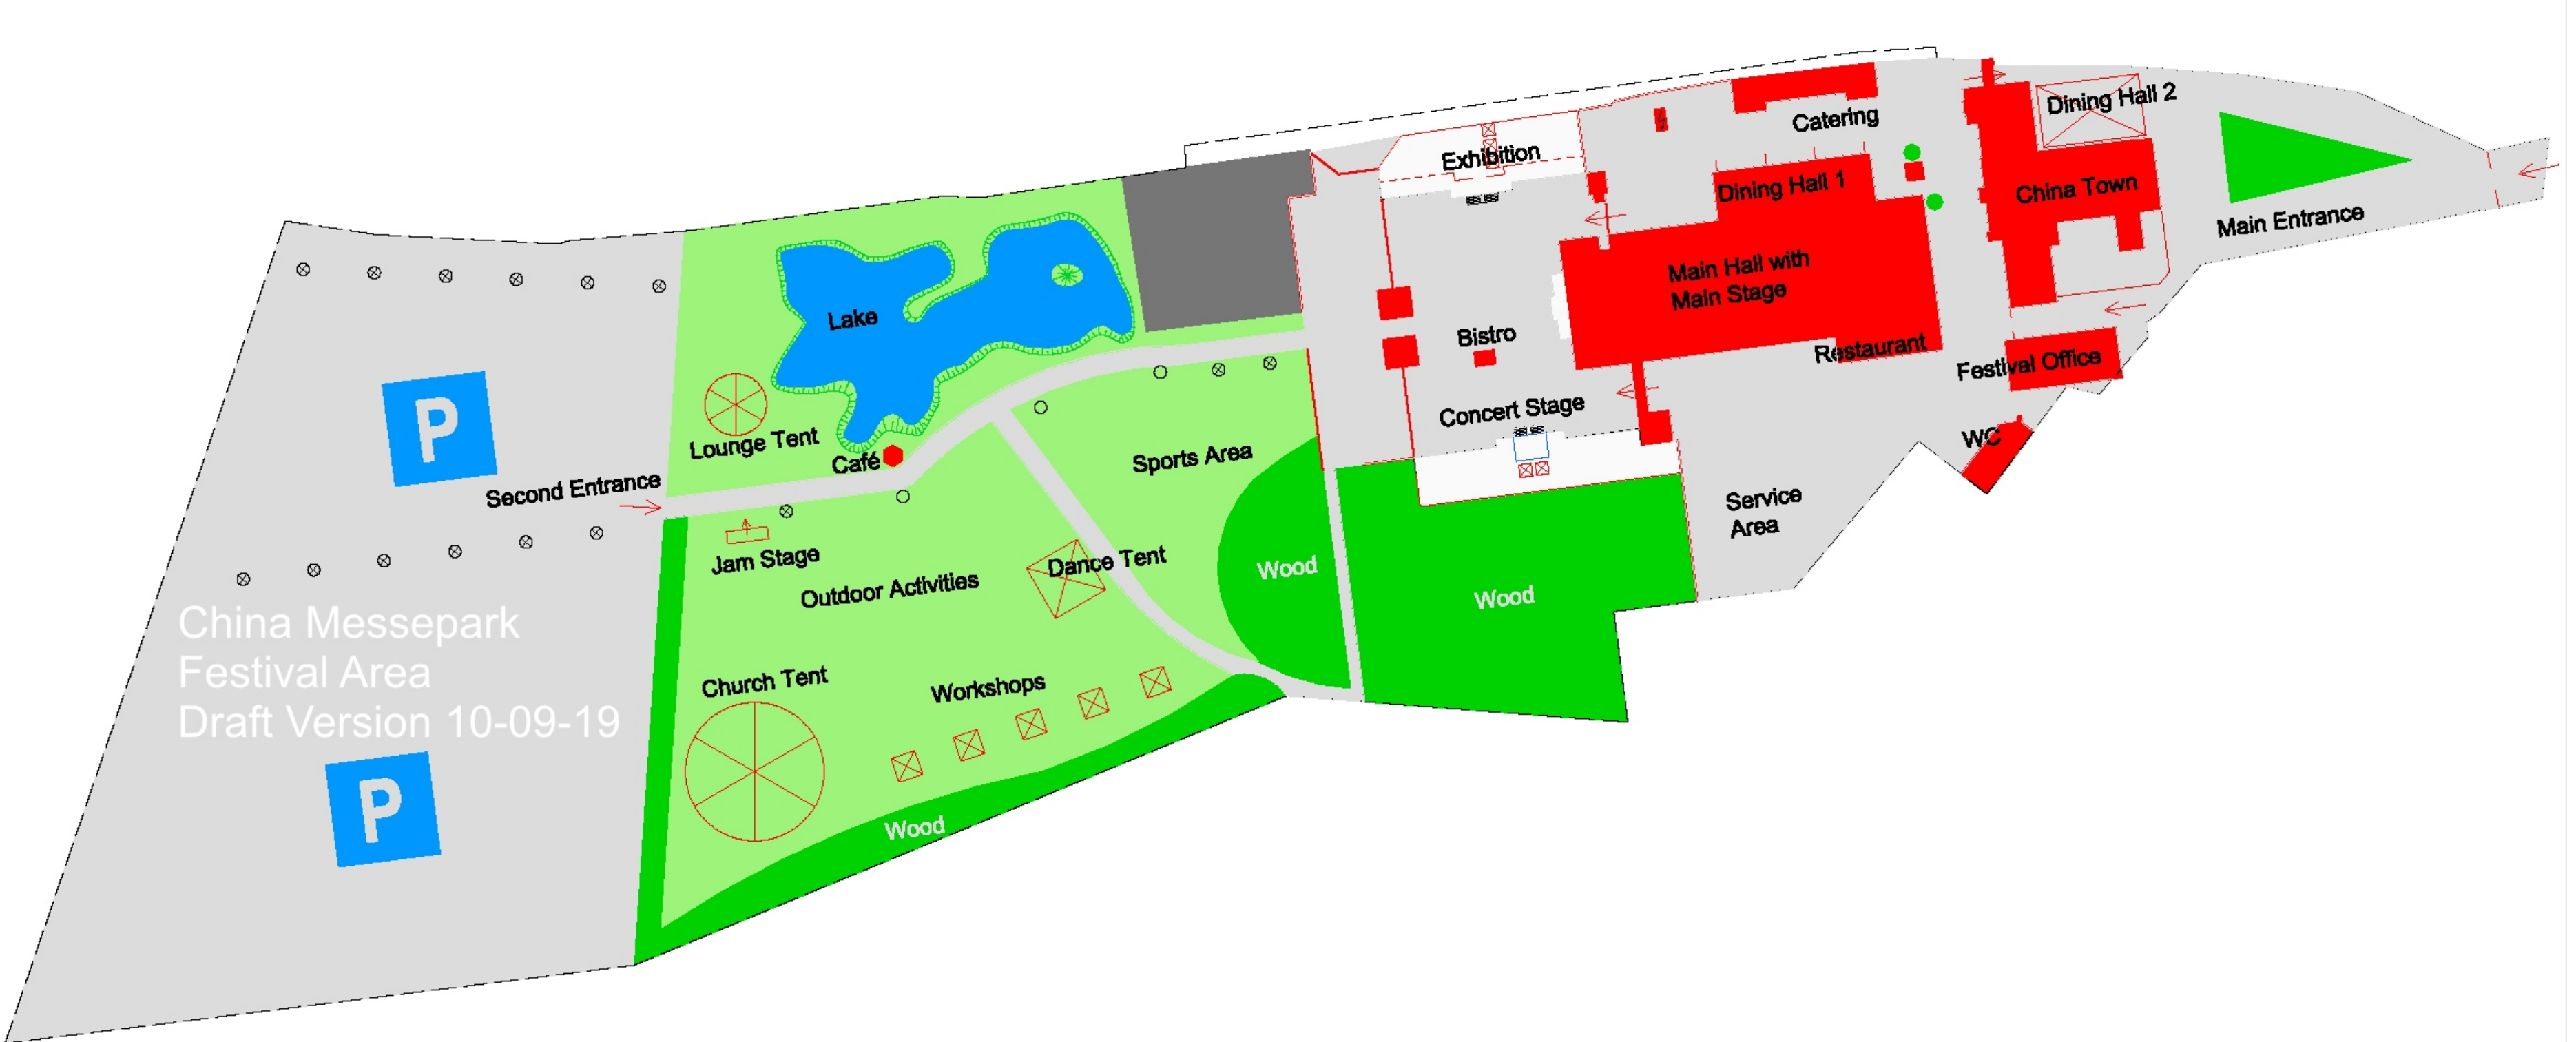 Dining Hall 2
Catering
Exhibition
Dining Hall 1
China Town
Main Entrance
Main Hall with
Main Stage
Lake
Bistro
Restaurant
Festival Office
P
Concert Stage
Lounge Tent
Café
Sports Area
WC
Second Entrance
Service
Area
Jam Stage
Dance Tent
Outdoor Activities
Wood
Wood
China Messepark
Festival Area
Draft Version 10-09-19
Church Tent
Workshops
P
Wood